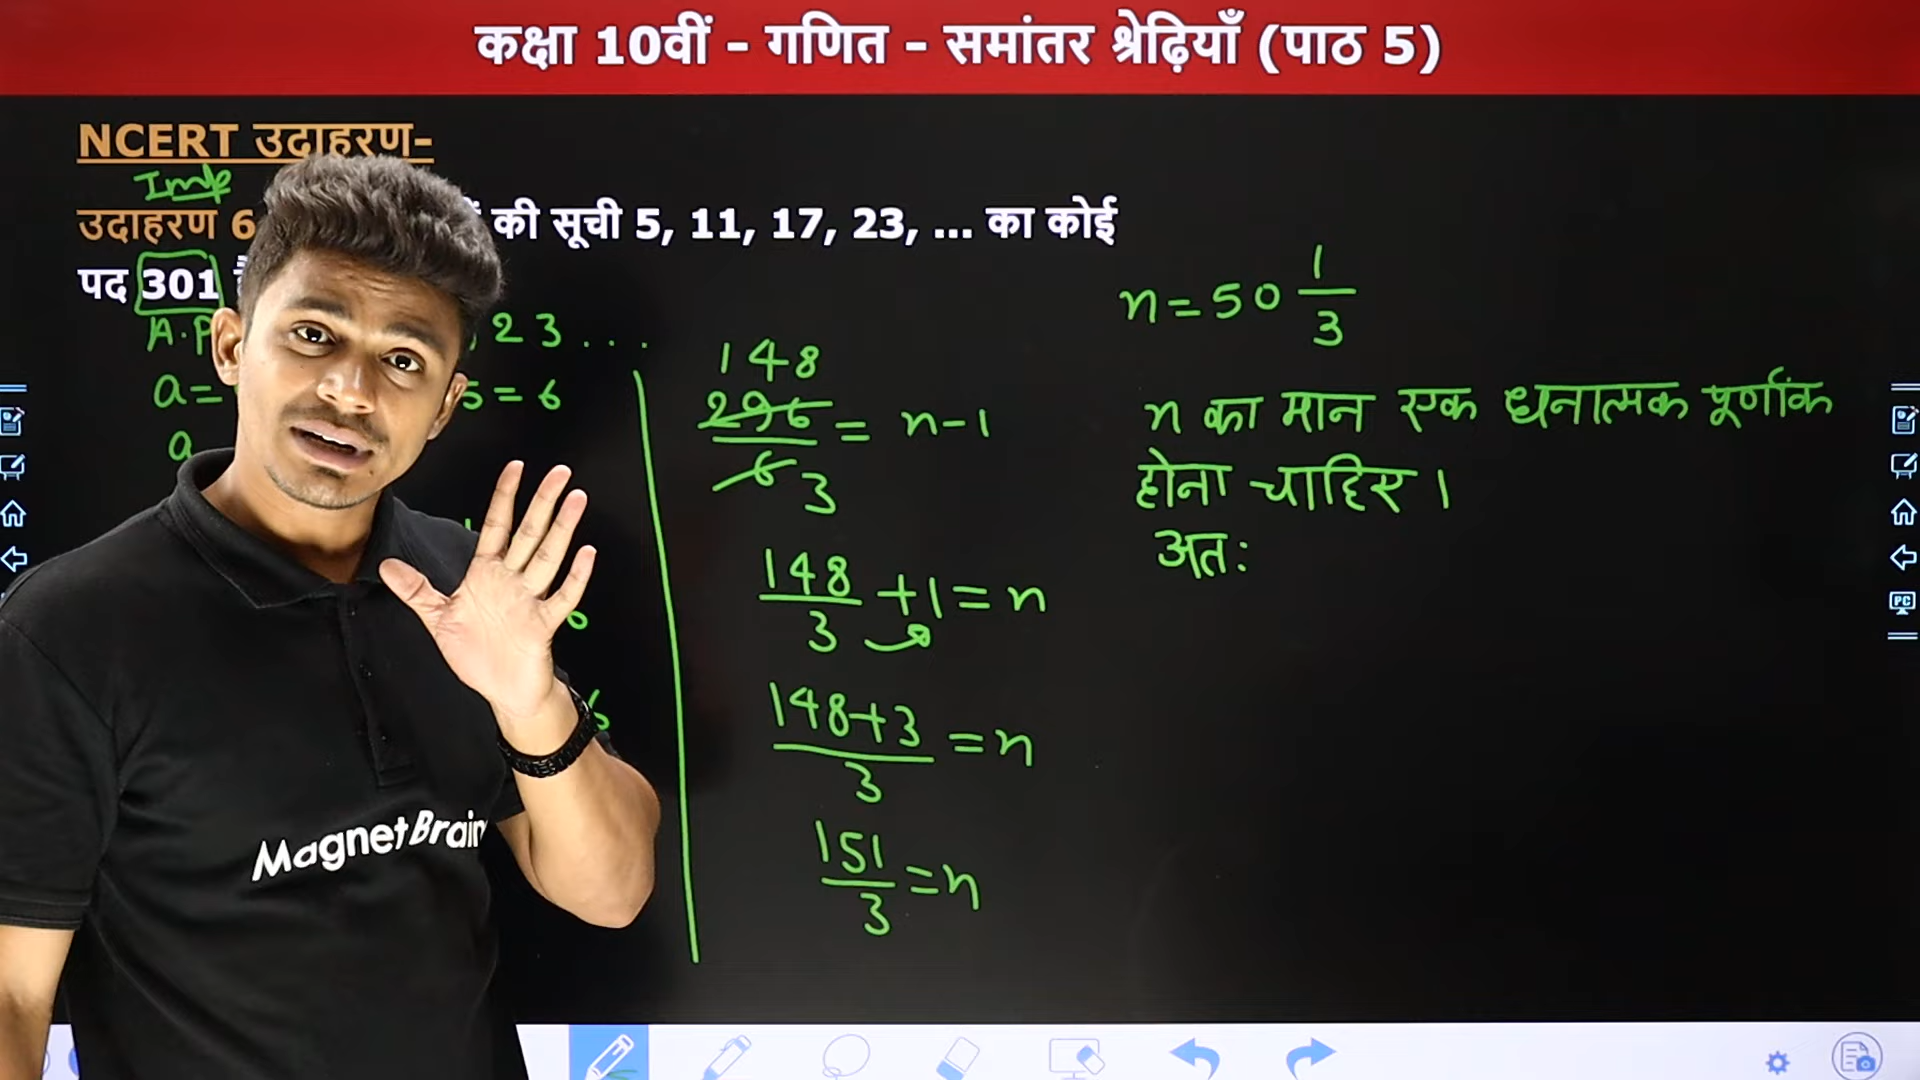 कक्षा 10वीं - गणित - समांतर श्रेढ़ियाँ (पाठ 5)
NCERT उदाहरण-
Imp
उदाहरण 6 की सूची 5, 11, 17, 23, ... का कोई
पद 301
A.P 23...
a= 5 = 6
a
148
296/6 3 = n-1
148/3 +1 = n
148+3/3 = n
151/3 = n
n = 50 1/3
n का मान एक धनात्मक पूर्णांक
होना चाहिए ।
अतः
MagnetBrain
PC